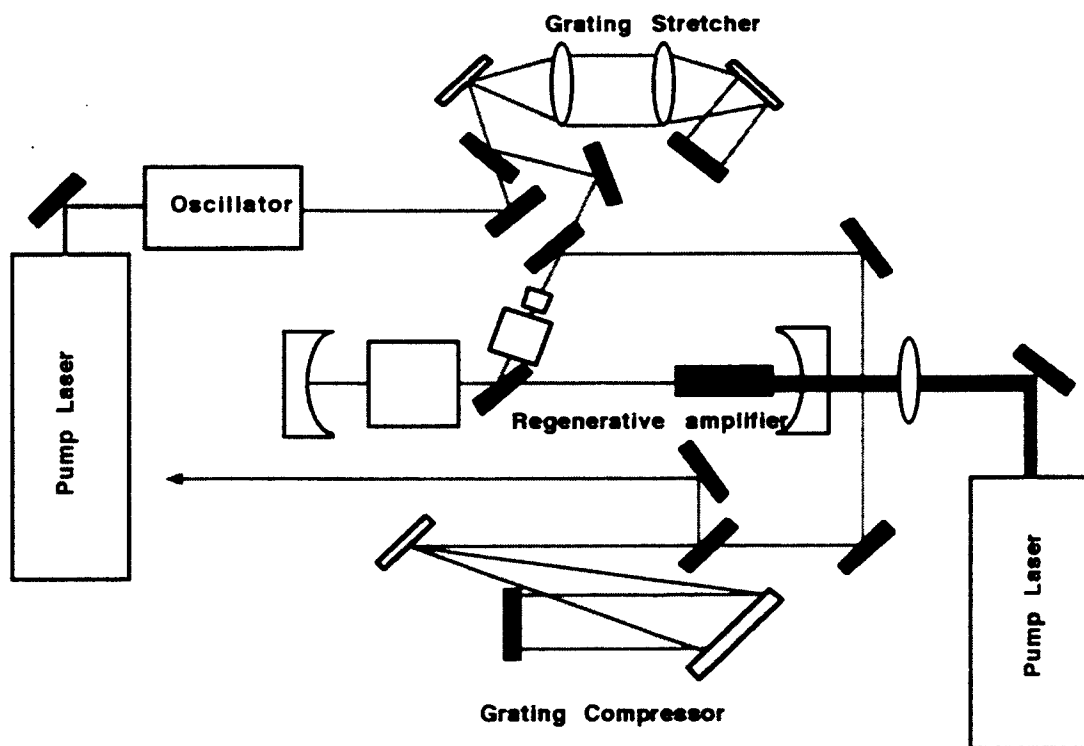 Grating Stretcher
Oscillator
Pump Laser
Regenerative amplifier
Pump Laser
Grating Compressor